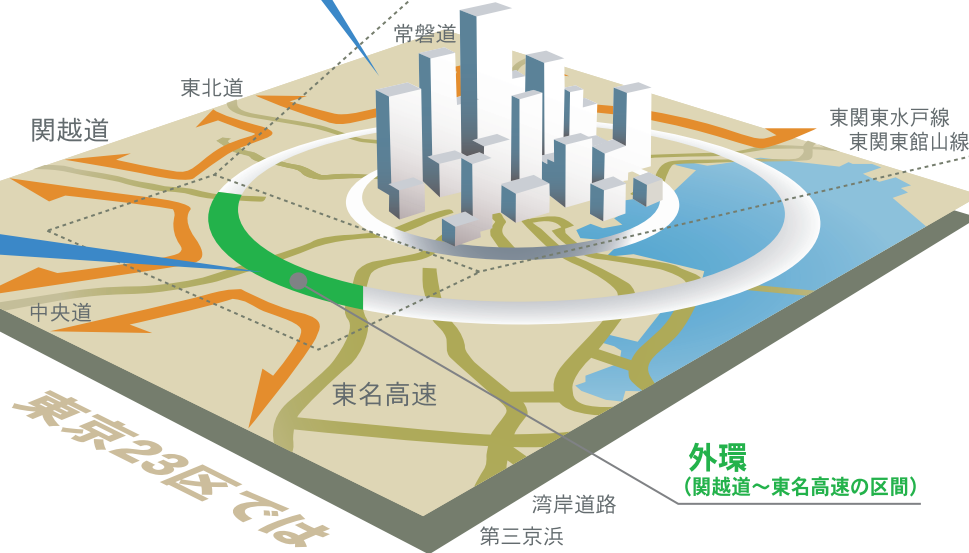 常磐道
東北道
関越道
東関東水戸線
東関東館山線
中央道
東名高速
外環
（関越道～東名高速の区間）
東京23区では
湾岸道路
第三京浜